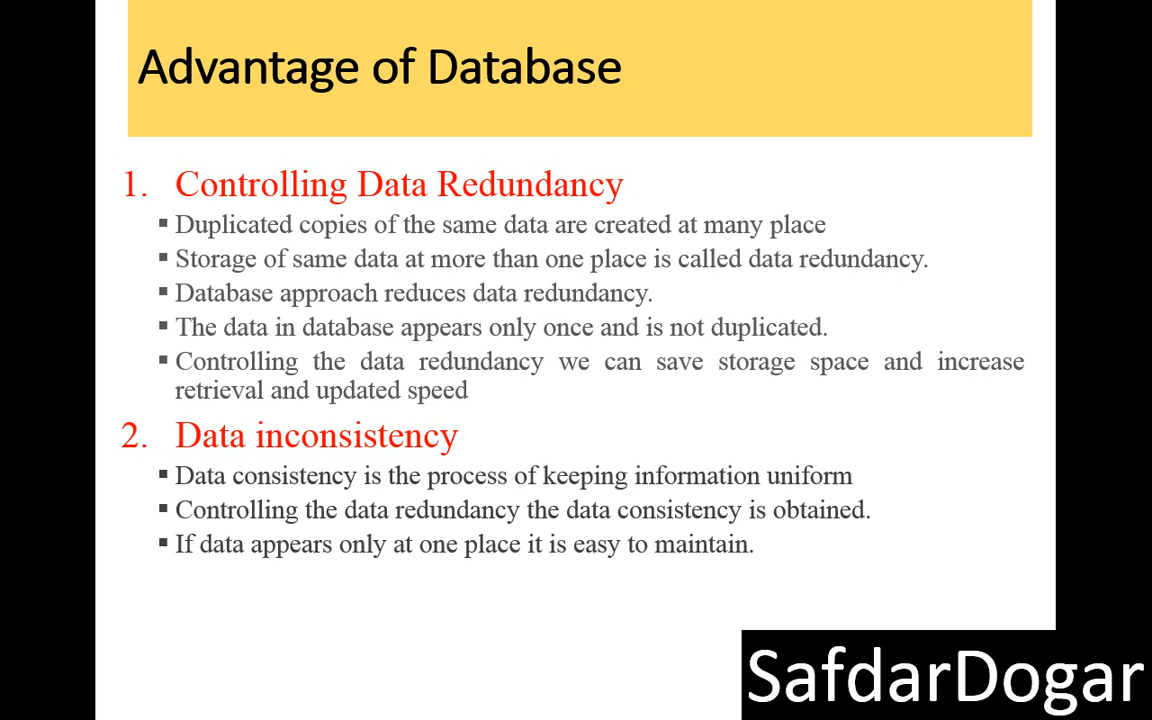 Advantage of Database
1. Controlling Data Redundancy
▪ Duplicated copies of the same data are created at many place
▪ Storage of same data at more than one place is called data redundancy.
▪ Database approach reduces data redundancy.
▪ The data in database appears only once and is not duplicated.
▪ Controlling the data redundancy we can save storage space and increase
retrieval and updated speed
2. Data inconsistency
▪ Data consistency is the process of keeping information uniform
▪ Controlling the data redundancy the data consistency is obtained.
▪ If data appears only at one place it is easy to maintain.
SafdarDogar